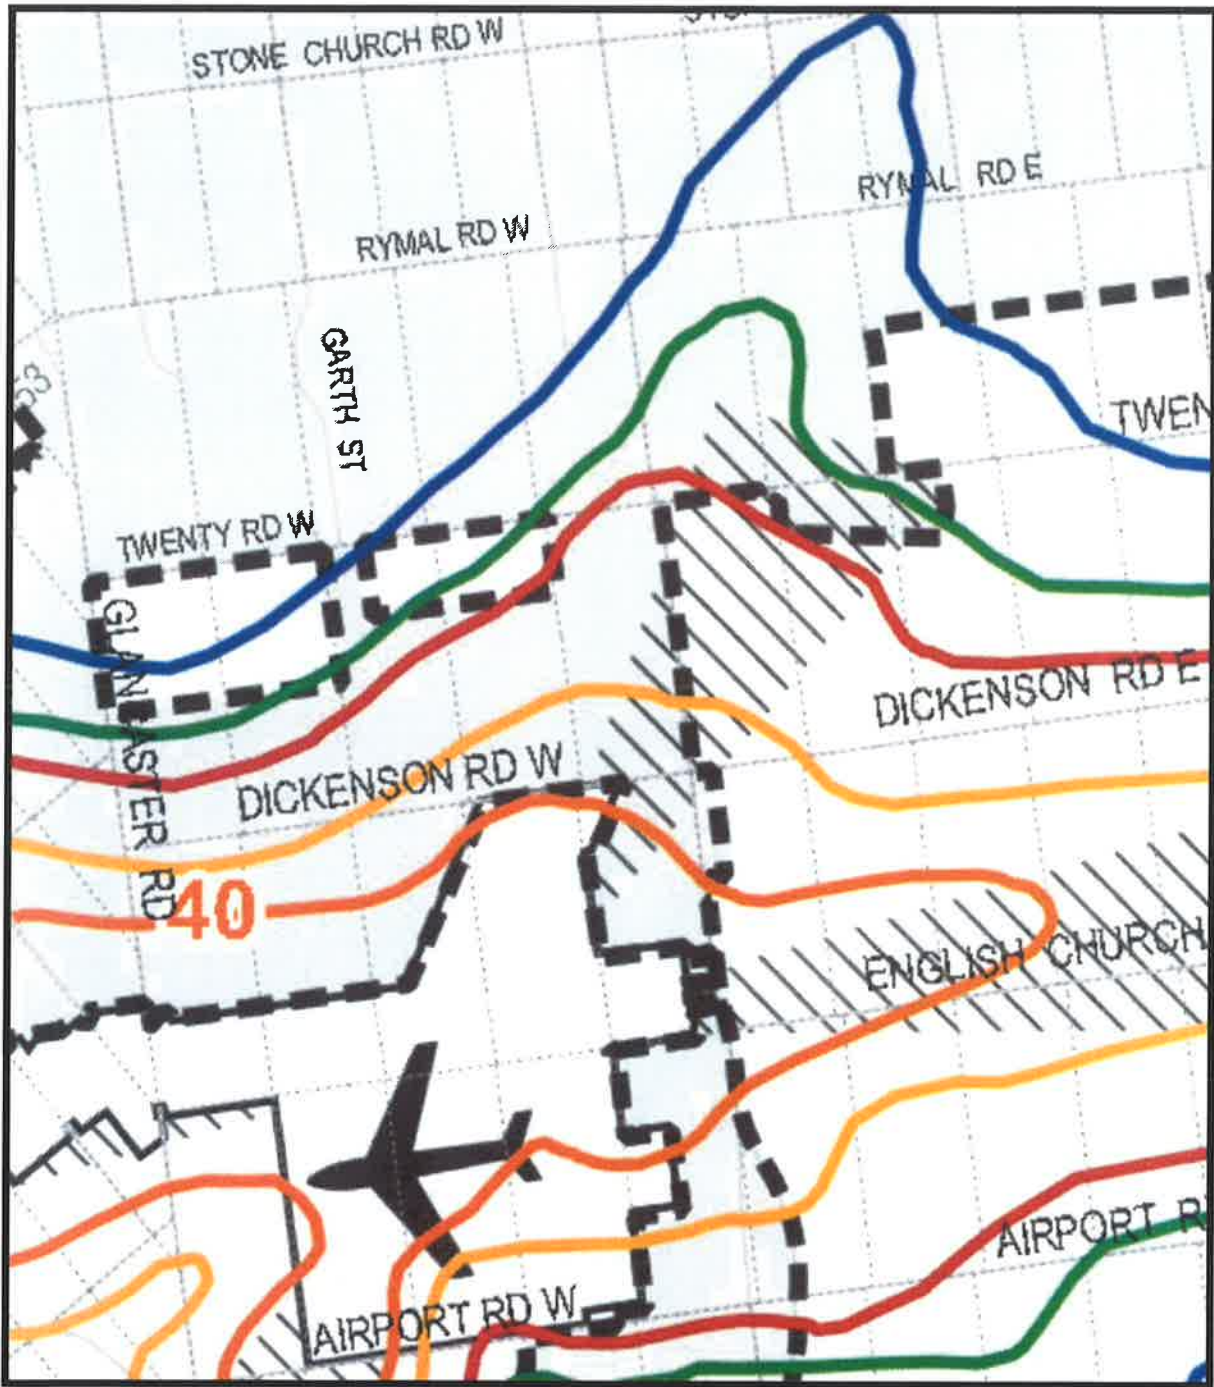 STONE CHURCH RD W
RYMAL RD E
RYMAL RD W
GARTH ST
53
TWEN
TWENTY RD W
GLANCASTER RD
DICKENSON RD E
DICKENSON RD W
40
ENGLISH CHURCH
AIRPORT R
AIRPORT RD W